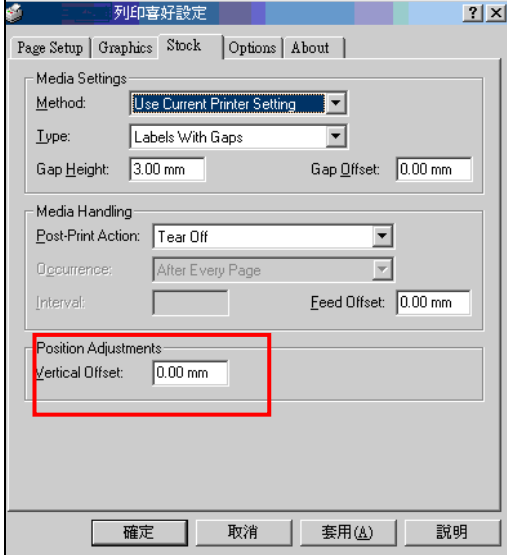 列印喜好設定
Page Setup Graphics Stock Options About
Media Settings
Method: Use Current Printer Setting
Type: Labels With Gaps
Gap Height: 3.00 mm Gap Offset: 0.00 mm
Media Handling
Post-Print Action: Tear Off
Occurrence: After Every Page
Interval: Feed Offset: 0.00 mm
Position Adjustments
Vertical Offset: 0.00 mm
確定 取消 套用(A) 說明